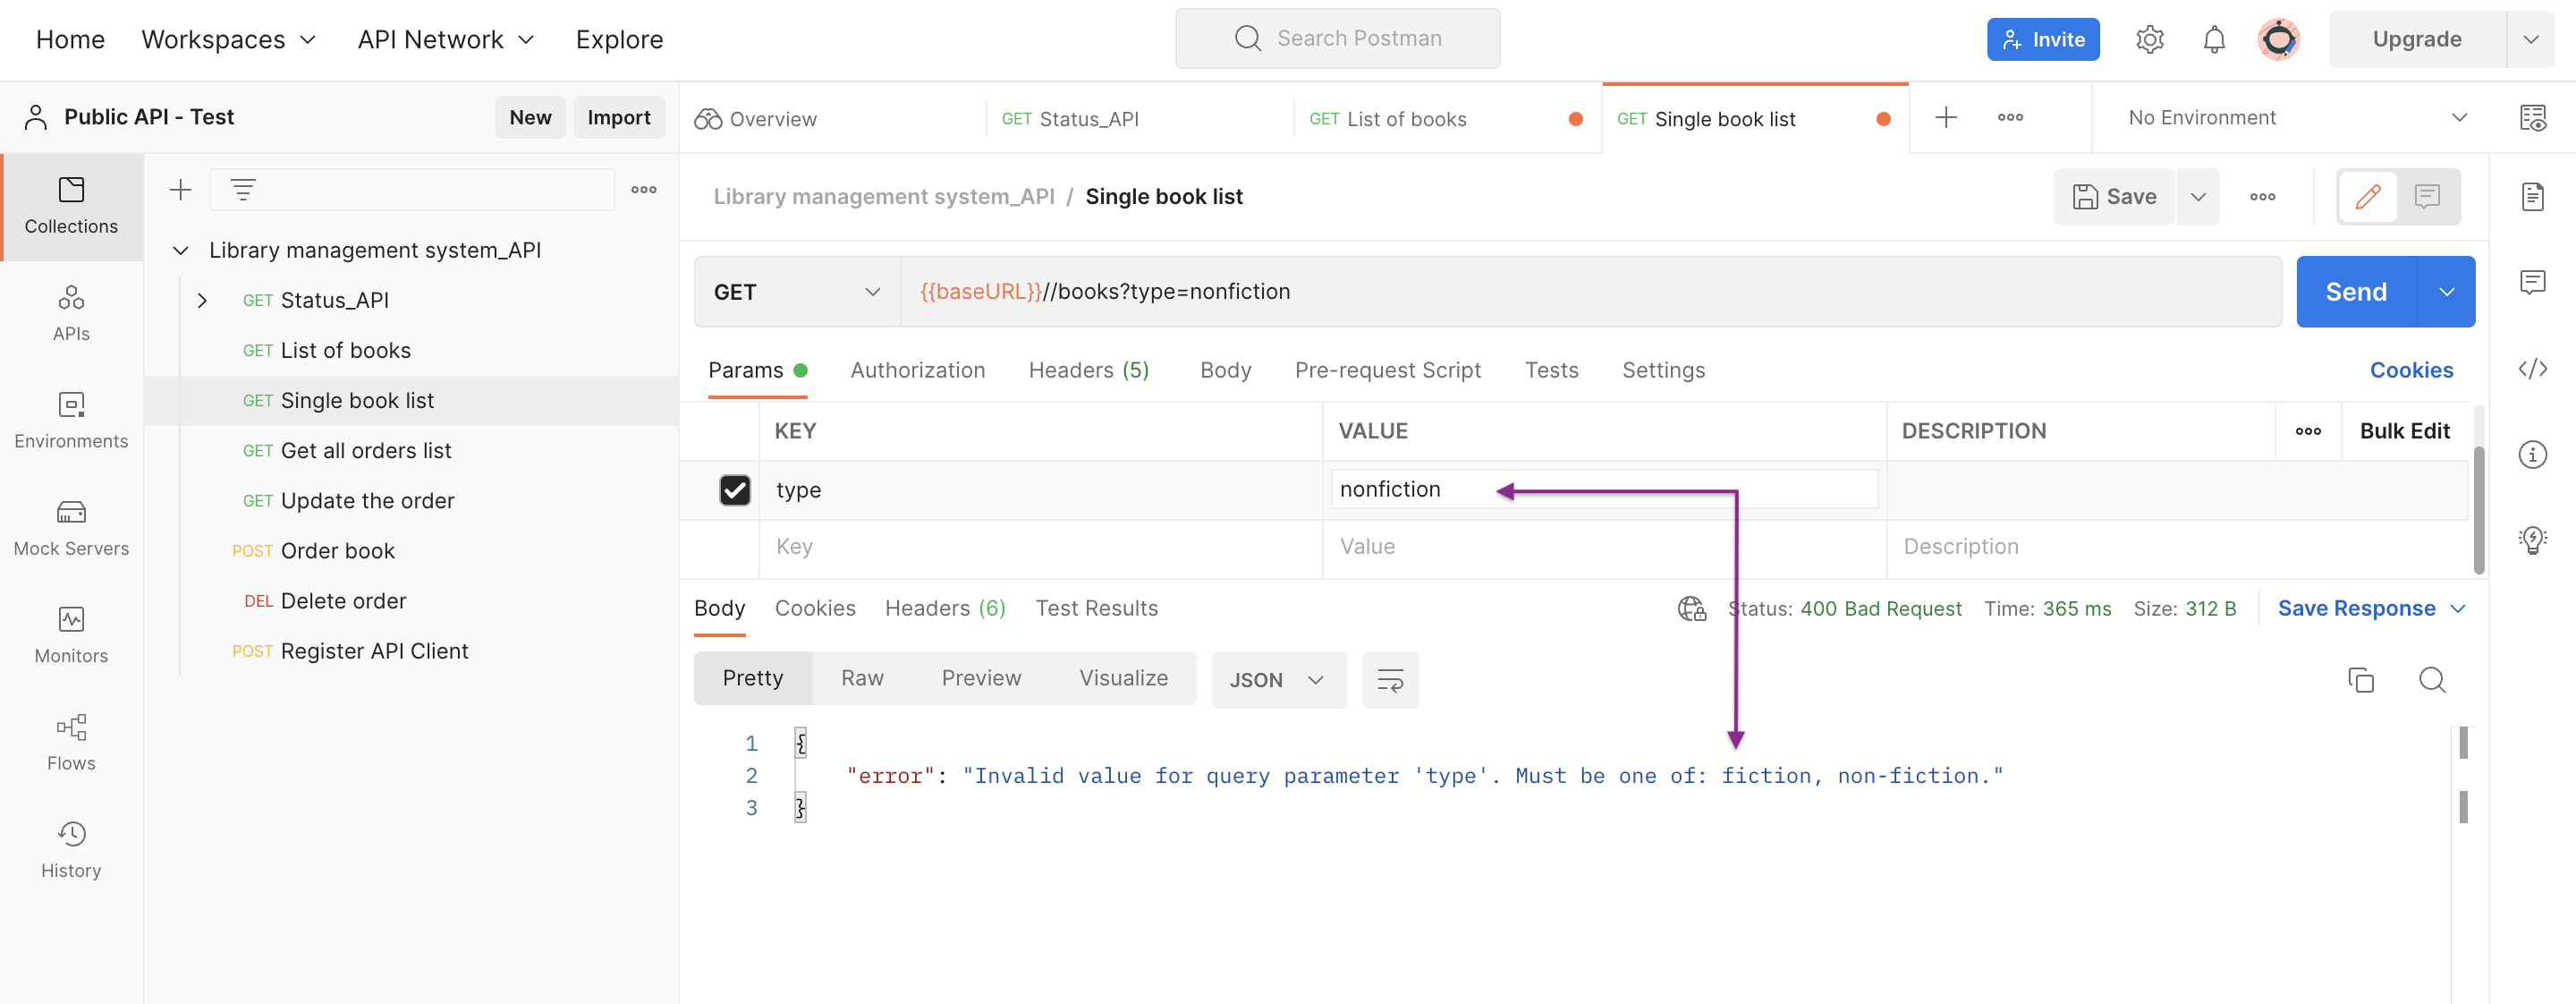 Home
Workspaces
API Network
Explore
Search Postman
Invite
Upgrade
Public API - Test
New
Import
Overview
GET Status_API
GET List of books
GET Single book list
No Environment
Collections
APIs
Environments
Mock Servers
Monitors
Flows
History
Library management system_API
GET Status_API
GET List of books
GET Single book list
GET Get all orders list
GET Update the order
POST Order book
DEL Delete order
POST Register API Client
Library management system_API / Single book list
Save
GET
{{baseURL}}//books?type=nonfiction
Send
Params
Authorization
Headers (5)
Body
Pre-request Script
Tests
Settings
Cookies
KEY
VALUE
DESCRIPTION
Bulk Edit
type
nonfiction
Key
Value
Description
Body
Cookies
Headers (6)
Test Results
Status: 400 Bad Request
Time: 365 ms
Size: 312 B
Save Response
Pretty
Raw
Preview
Visualize
JSON
1 {
2 "error": "Invalid value for query parameter 'type'. Must be one of: fiction, non-fiction."
3 }